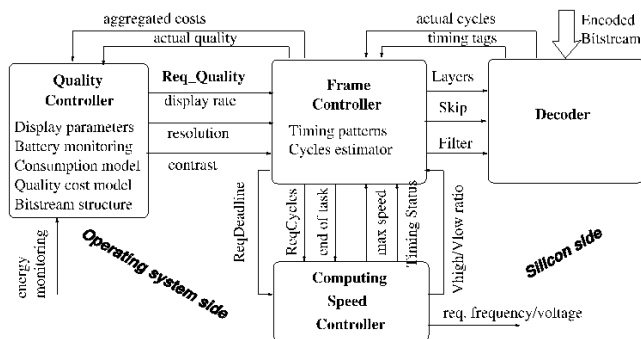 aggregated costs
actual quality
actual cycles
timing tags
Encoded
Bitstream
Quality
Controller
Display parameters
Battery monitoring
Consumption model
Quality cost model
Bitstream structure
Req_Quality
display rate
resolution
contrast
Frame
Controller
Timing patterns
Cycles estimator
Layers
Skip
Filter
Decoder
ReqDeadline
ReqCycles
end of task
max speed
Timing Status
Vhigh/Vlow ratio
energy
monitoring
Operating system side
Silicon side
Computing
Speed
Controller
req. frequency/voltage